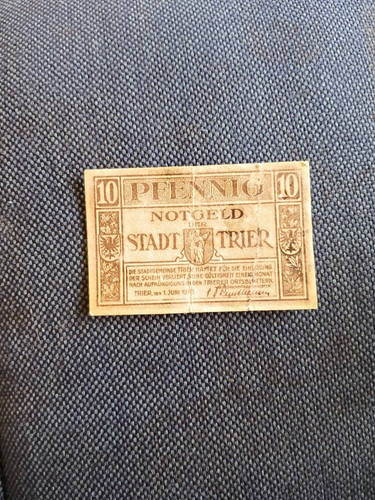 10 PFENNIG 10
NOTGELD
DER
STADT TRIER
DIE STADTGEMEINDE TRIER HAFTET FÜR DIE EINLÖSUNG
DER SCHEIN VERLIERT SEINE GÜLTIGKEIT EINEN MONAT
NACH AUFKÜNDIGUNG IN DEN TRIERER ORTSBLÄTTERN.
TRIER, DEN 1. JUNI